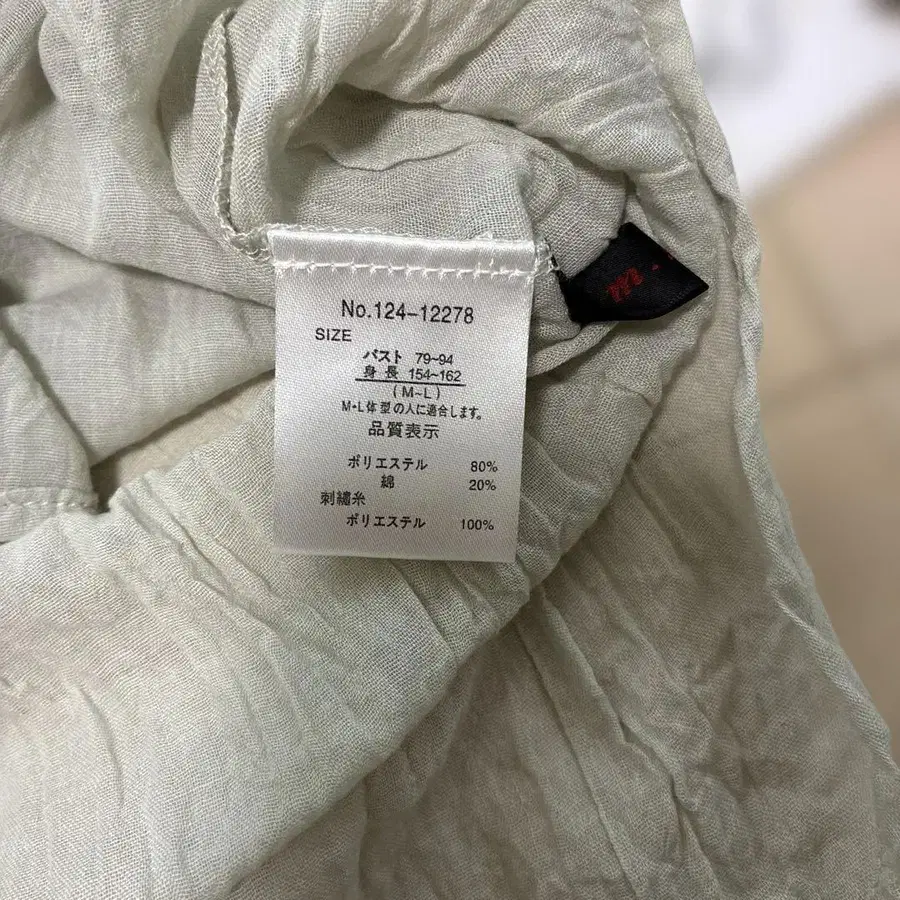 No.124-12278
SIZE
バスト 79~94
身長 154~162
(M~L)
M・L体型の人に適合します。
品質表示
ポリエステル 80%
綿 20%
刺繡糸
ポリエステル 100%